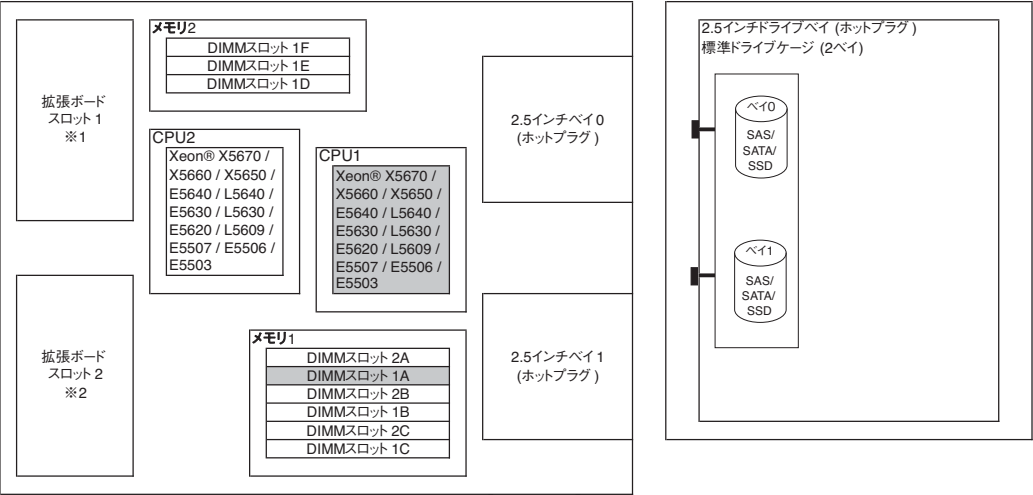 メモリ2
DIMMスロット 1F
DIMMスロット 1E
DIMMスロット 1D
拡張ボード
スロット 1
※1
CPU2
Xeon® X5670 /
X5660 / X5650 /
E5640 / L5640 /
E5630 / L5630 /
E5620 / L5609 /
E5507 / E5506 /
E5503
CPU1
Xeon® X5670 /
X5660 / X5650 /
E5640 / L5640 /
E5630 / L5630 /
E5620 / L5609 /
E5507 / E5506 /
E5503
2.5インチベイ0
(ホットプラグ )
拡張ボード
スロット 2
※2
メモリ1
DIMMスロット 2A
DIMMスロット 1A
DIMMスロット 2B
DIMMスロット 1B
DIMMスロット 2C
DIMMスロット 1C
2.5インチベイ1
(ホットプラグ )
2.5インチドライブベイ (ホットプラグ )
標準ドライブケージ (2ベイ)
ベイ0
SAS/
SATA/
SSD
ベイ1
SAS/
SATA/
SSD